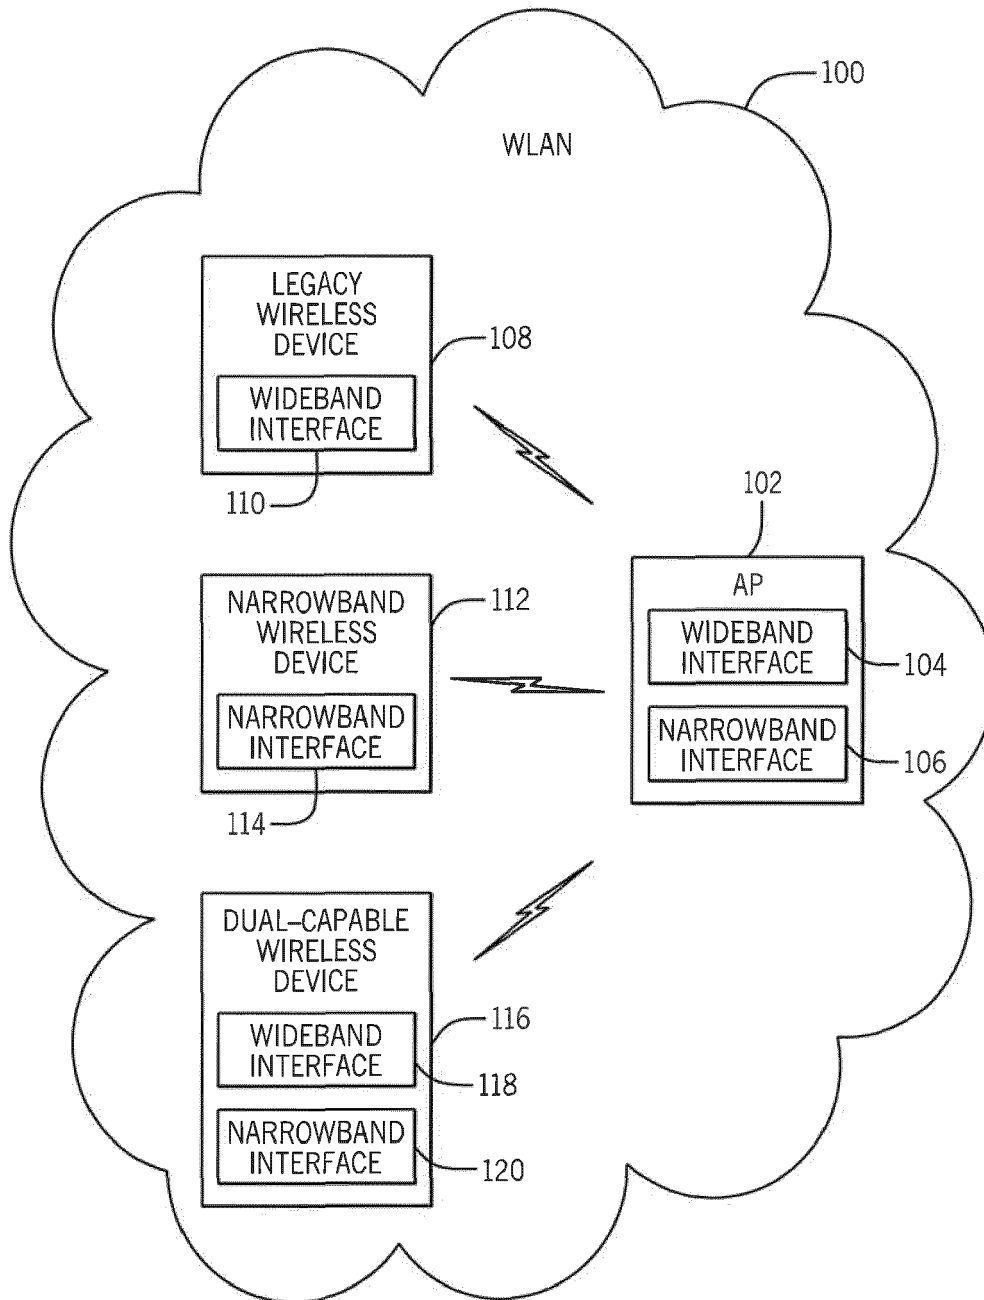 100
WLAN
LEGACY
WIRELESS
DEVICE
108
WIDEBAND
INTERFACE
110
102
NARROWBAND
WIRELESS
DEVICE
112
NARROWBAND
INTERFACE
114
AP
WIDEBAND
INTERFACE
104
NARROWBAND
INTERFACE
106
DUAL-CAPABLE
WIRELESS
DEVICE
116
WIDEBAND
INTERFACE
118
NARROWBAND
INTERFACE
120